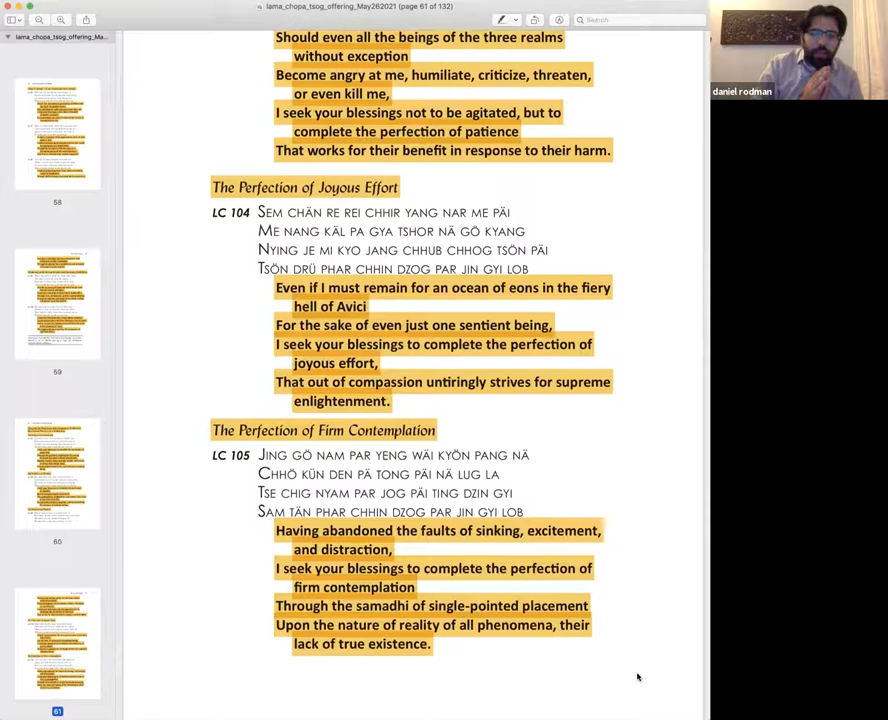 lama_chopa_tsog_offering_May262021 (page 61 of 132)
Search
lama_chopa_tsog_offering_Ma...
58
59
60
61
daniel rodman
Should even all the beings of the three realms
without exception
Become angry at me, humiliate, criticize, threaten,
or even kill me,
I seek your blessings not to be agitated, but to
complete the perfection of patience
That works for their benefit in response to their harm.
The Perfection of Joyous Effort
LC 104 SEM CHÄN RE REI CHHIR YANG NAR ME PÄI
ME NANG KÄL PA GYA TSHOR NÄ GÖ KYANG
NYING JE MI KYO JANG CHHUB CHHOG TSÖN PÄI
TSÖN DRÜ PHAR CHHIN DZOG PAR JIN GYI LOB
Even if I must remain for an ocean of eons in the fiery
hell of Avici
For the sake of even just one sentient being,
I seek your blessings to complete the perfection of
joyous effort,
That out of compassion untiringly strives for supreme
enlightenment.
The Perfection of Firm Contemplation
LC 105 JING GÖ NAM PAR YENG WÄI KYÖN PANG NÄ
CHHÖ KÜN DEN PÄ TONG PÄI NÄ LUG LA
TSE CHIG NYAM PAR JOG PÄI TING DZIN GYI
SAM TÄN PHAR CHHIN DZOG PAR JIN GYI LOB
Having abandoned the faults of sinking, excitement,
and distraction,
I seek your blessings to complete the perfection of
firm contemplation
Through the samadhi of single-pointed placement
Upon the nature of reality of all phenomena, their
lack of true existence.